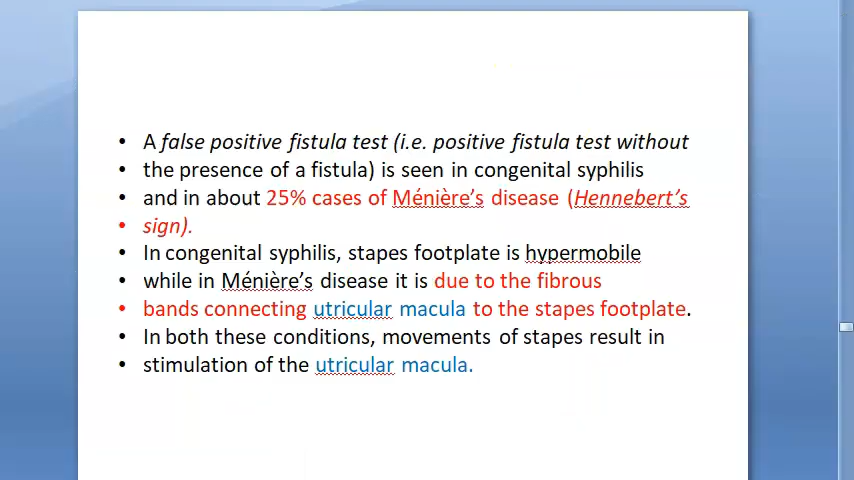 • A false positive fistula test (i.e. positive fistula test without
• the presence of a fistula) is seen in congenital syphilis
• and in about 25% cases of Ménière’s disease (Hennebert’s
• sign).
• In congenital syphilis, stapes footplate is hypermobile
• while in Ménière’s disease it is due to the fibrous
• bands connecting utricular macula to the stapes footplate.
• In both these conditions, movements of stapes result in
• stimulation of the utricular macula.